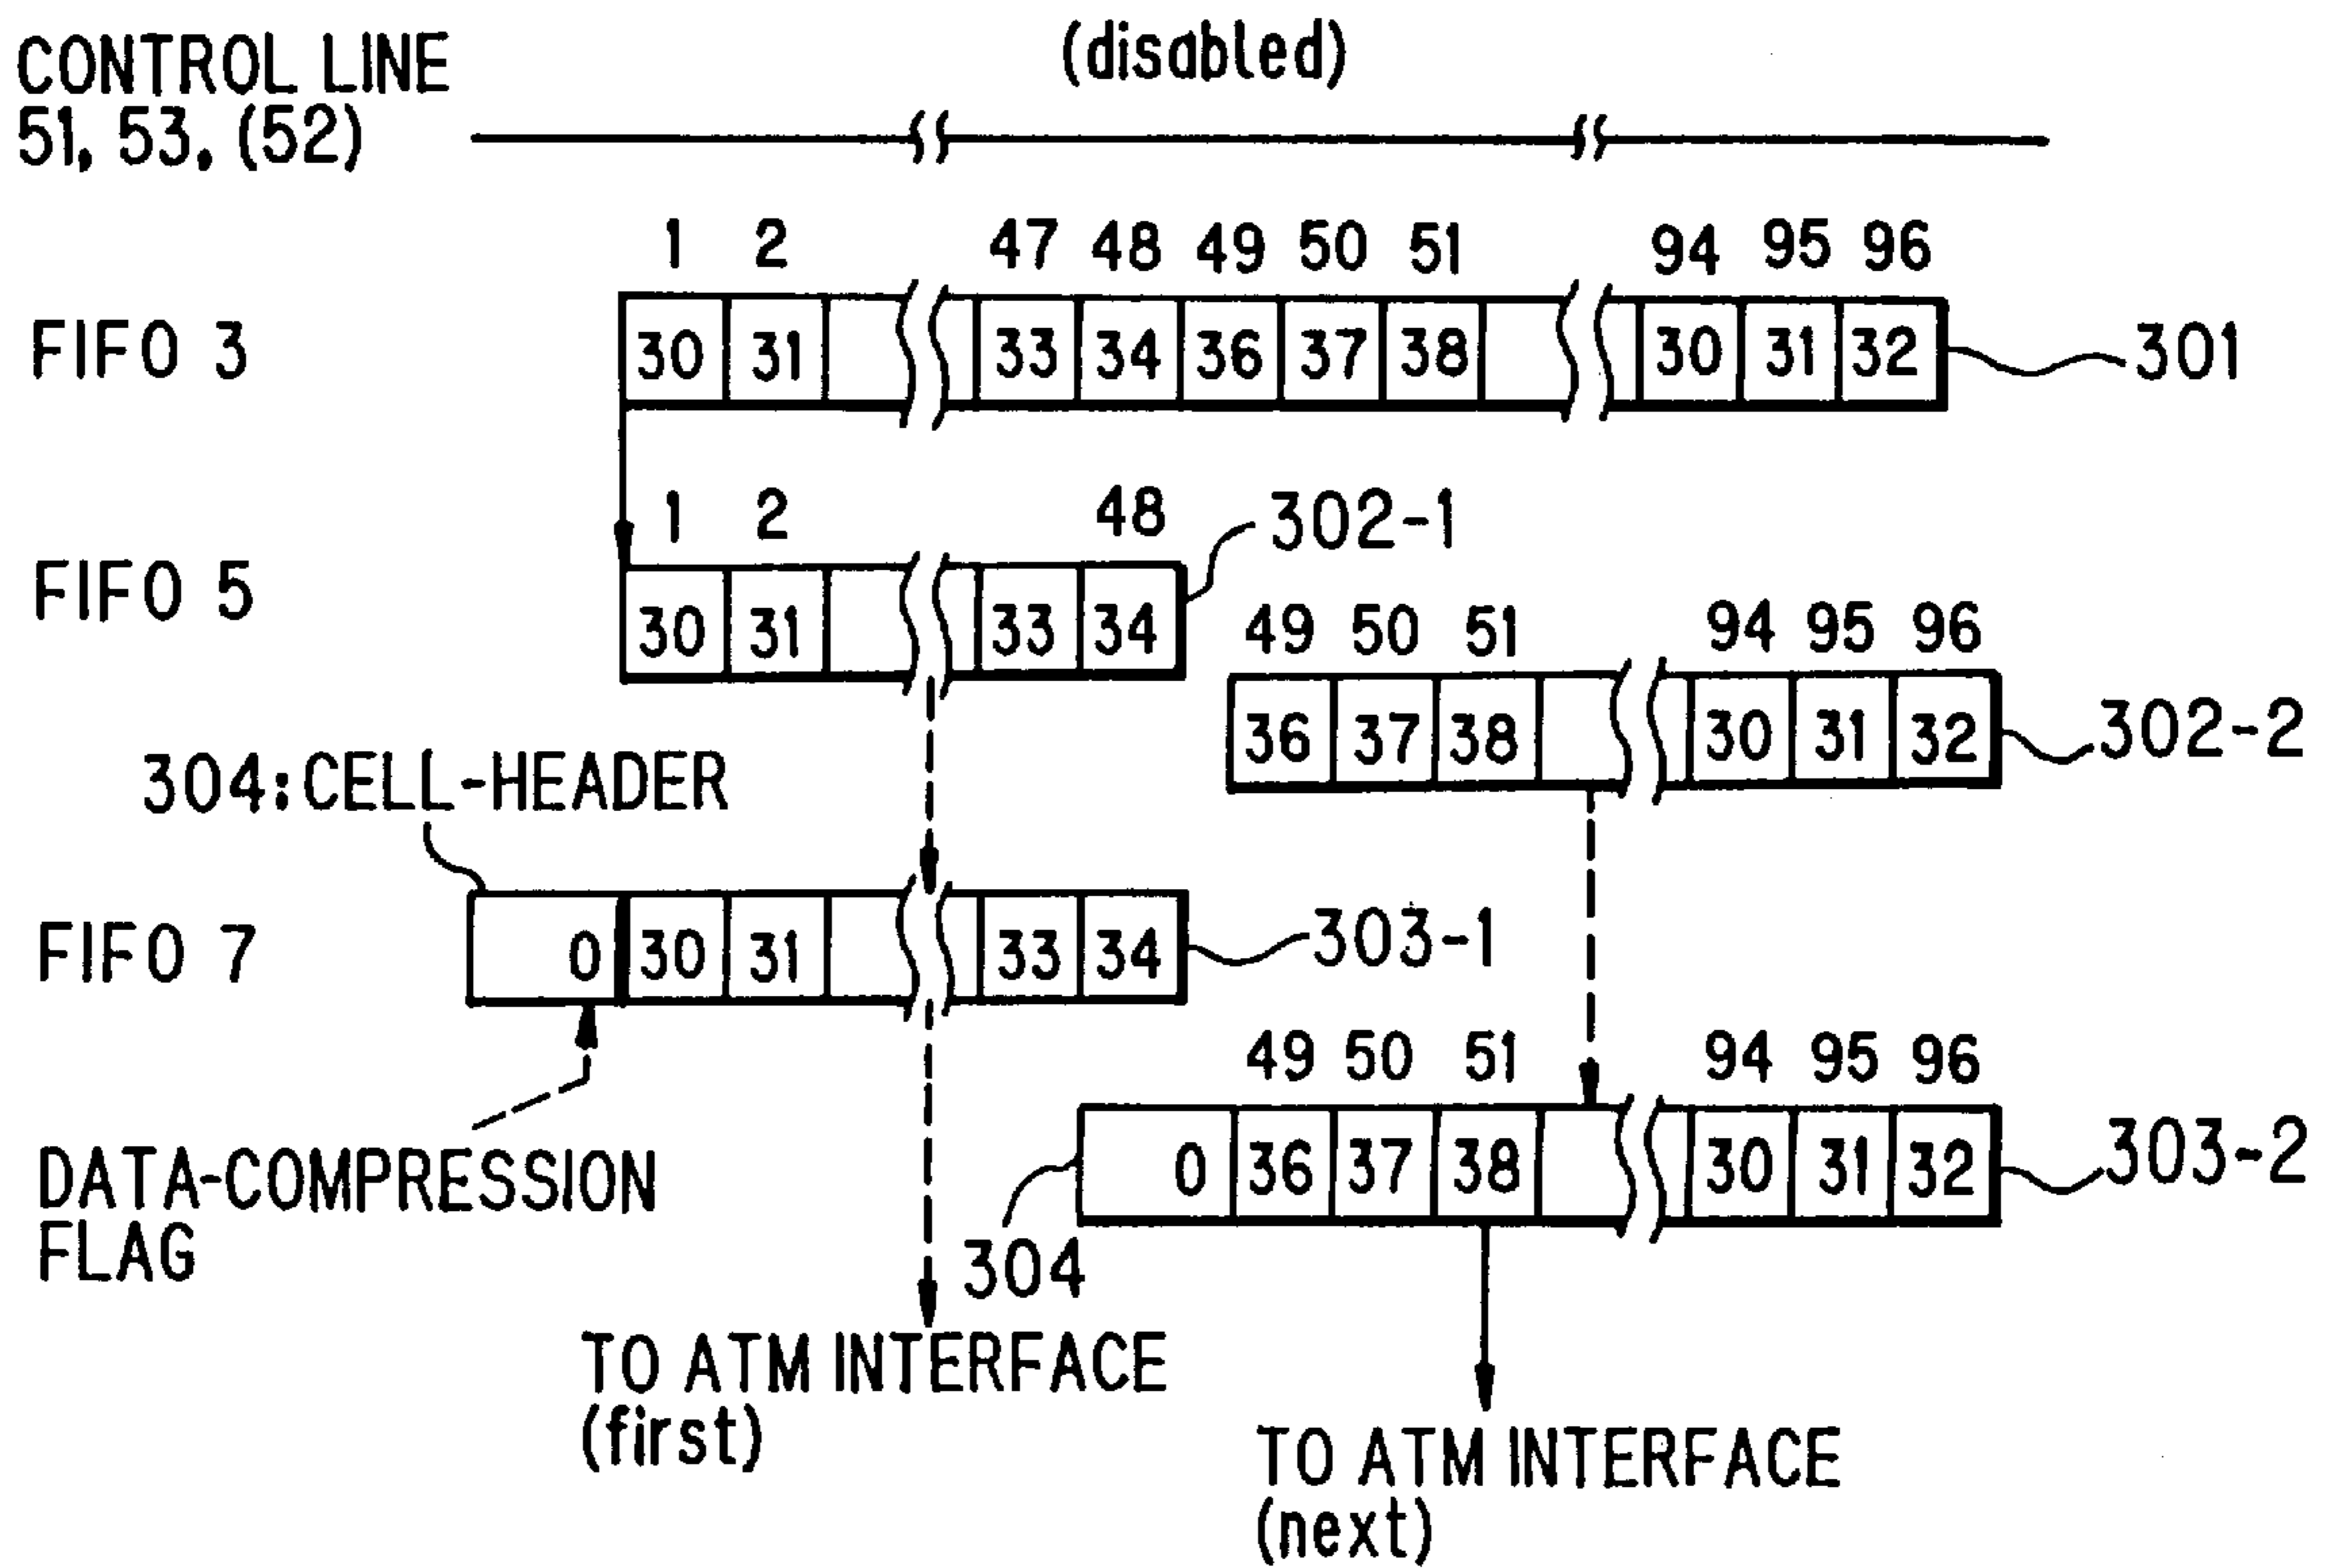 CONTROL LINE
51, 53, (52)
(disabled)
1 2 47 48 49 50 51 94 95 96
FIFO 3
30 31 33 34 36 37 38 30 31 32
301
1 2 48
302-1
FIFO 5
30 31 33 34
49 50 51 94 95 96
36 37 38 30 31 32
302-2
304:CELL-HEADER
FIFO 7
0 30 31 33 34
303-1
49 50 51 94 95 96
DATA-COMPRESSION
FLAG
0 36 37 38 30 31 32
303-2
304
TO ATM INTERFACE
(first)
TO ATM INTERFACE
(next)